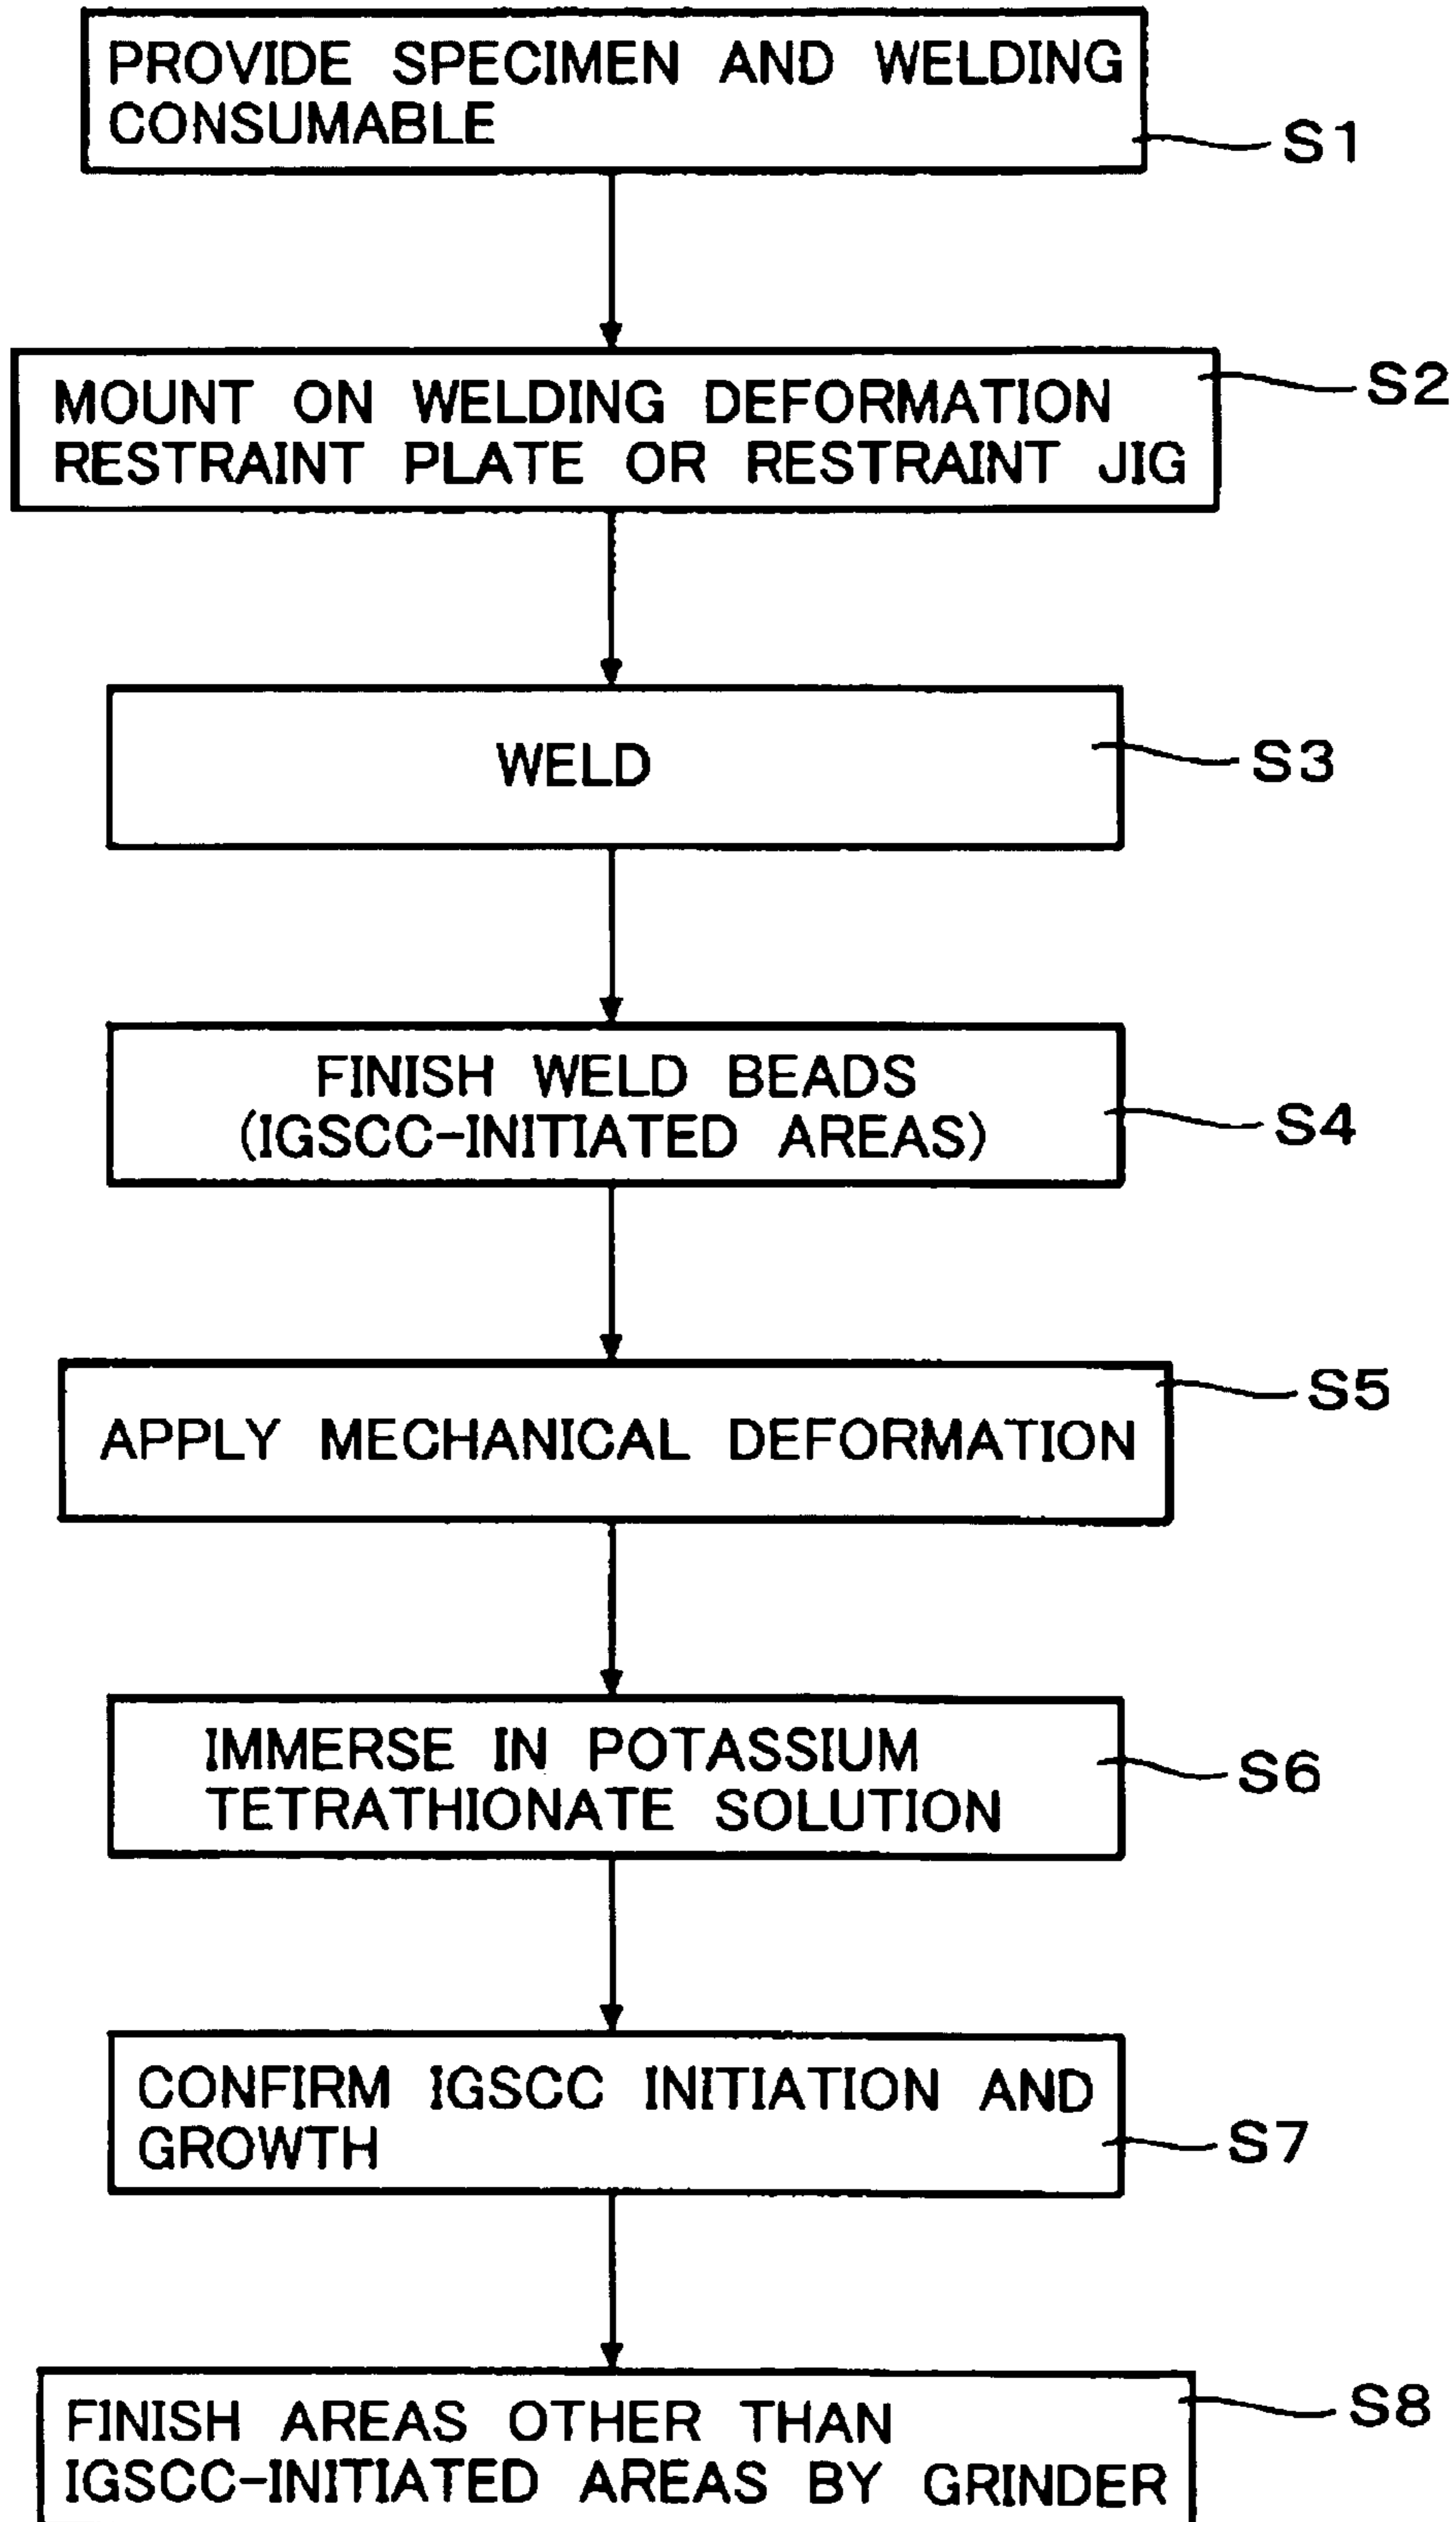 PROVIDE SPECIMEN AND WELDING
CONSUMABLE
S1
MOUNT ON WELDING DEFORMATION
RESTRAINT PLATE OR RESTRAINT JIG
S2
WELD
S3
FINISH WELD BEADS
(IGSCC-INITIATED AREAS)
S4
APPLY MECHANICAL DEFORMATION
S5
IMMERSE IN POTASSIUM
TETRATHIONATE SOLUTION
S6
CONFIRM IGSCC INITIATION AND
GROWTH
S7
FINISH AREAS OTHER THAN
IGSCC-INITIATED AREAS BY GRINDER
S8